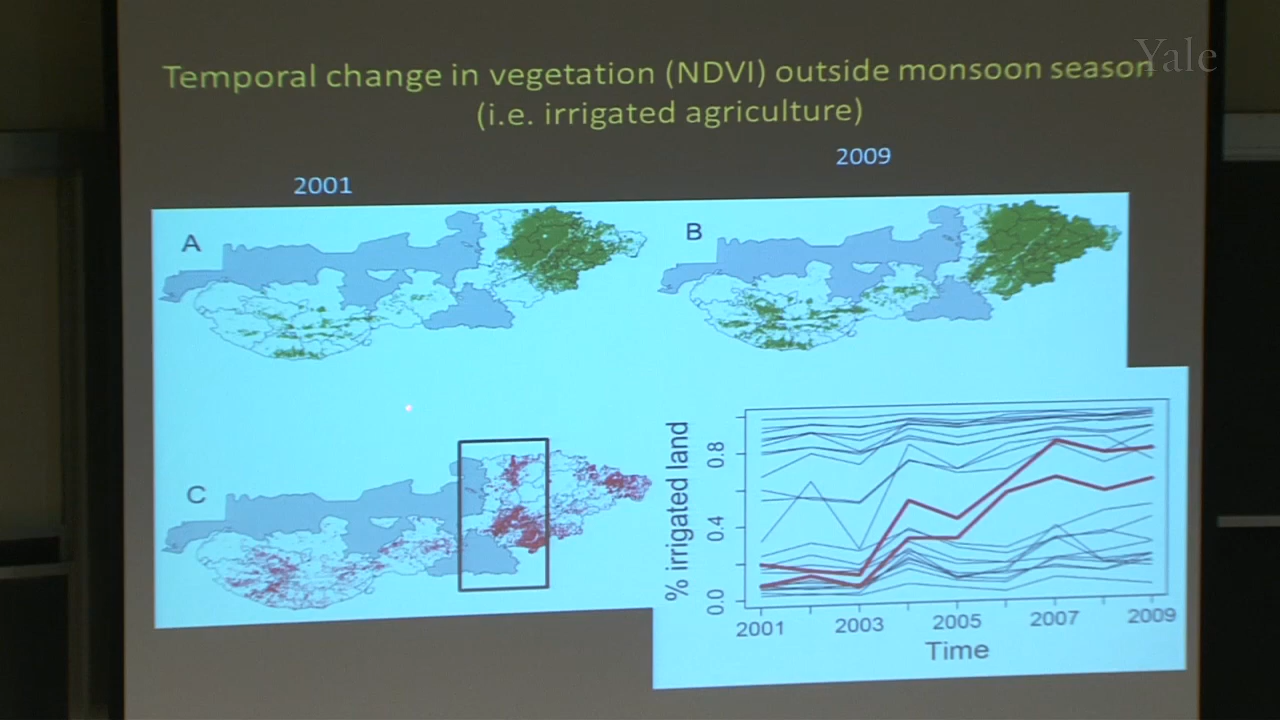 Yale
Temporal change in vegetation (NDVI) outside monsoon season
(i.e. irrigated agriculture)
2001
2009
A
B
C
% irrigated land
0.8
0.4
0.0
2001
2003
2005
2007
2009
Time